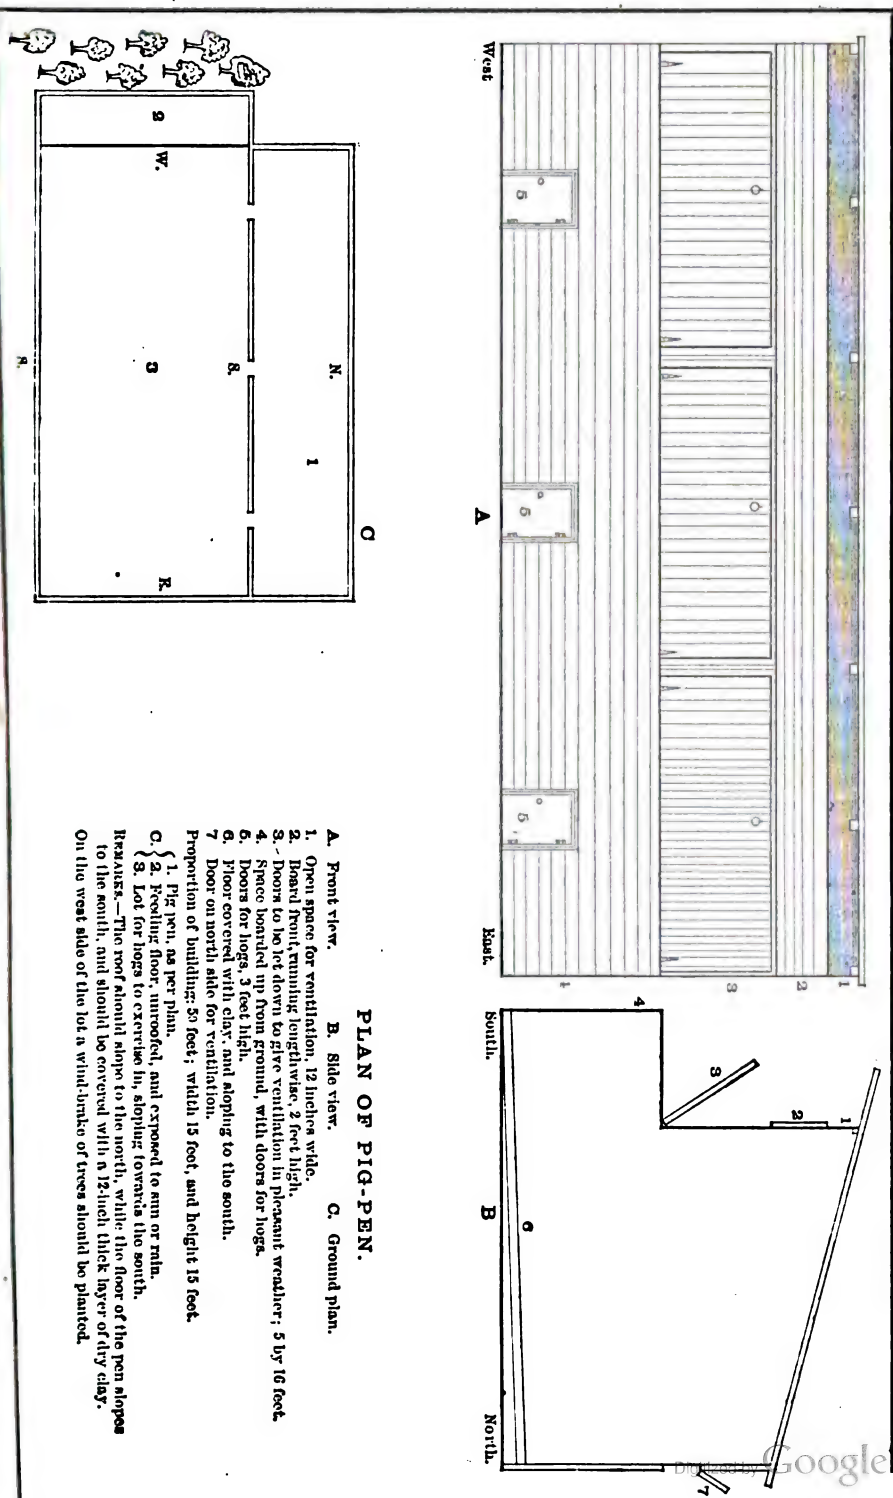 1
2
3
4
5
5
5
West
A
East.
1
2
3
4
6
7
South.
B
North.
C
N.
1
S.
2
W.
3
E.
S.
PLAN OF PIG-PEN.
A. Front view. B. Side view. C. Ground plan.
1. Open space for ventilation, 12 inches wide.
2. Board front, running lengthwise, 2 feet high.
3. - Doors to be let down to give ventilation in pleasant weather; 5 by 16 feet.
4. Space boarded up from ground, with doors for hogs.
5. Doors for hogs, 3 feet high.
6. Floor covered with clay, and sloping to the south.
7 Door on north side for ventilation.
Proportion of building: 50 feet; width 15 feet, and height 15 feet.
{ 1. Pig pen, as per plan.
C. } 2. Feeding floor, unroofed, and exposed to sun or rain.
{ 3. Lot for hogs to exercise in, sloping towards the south.
REMARKS.—The roof should slope to the north, while the floor of the pen slopes
to the south, and should be covered with a 12-inch thick layer of dry clay.
On the west side of the lot a wind-brake of trees should be planted.
Digitized by Google